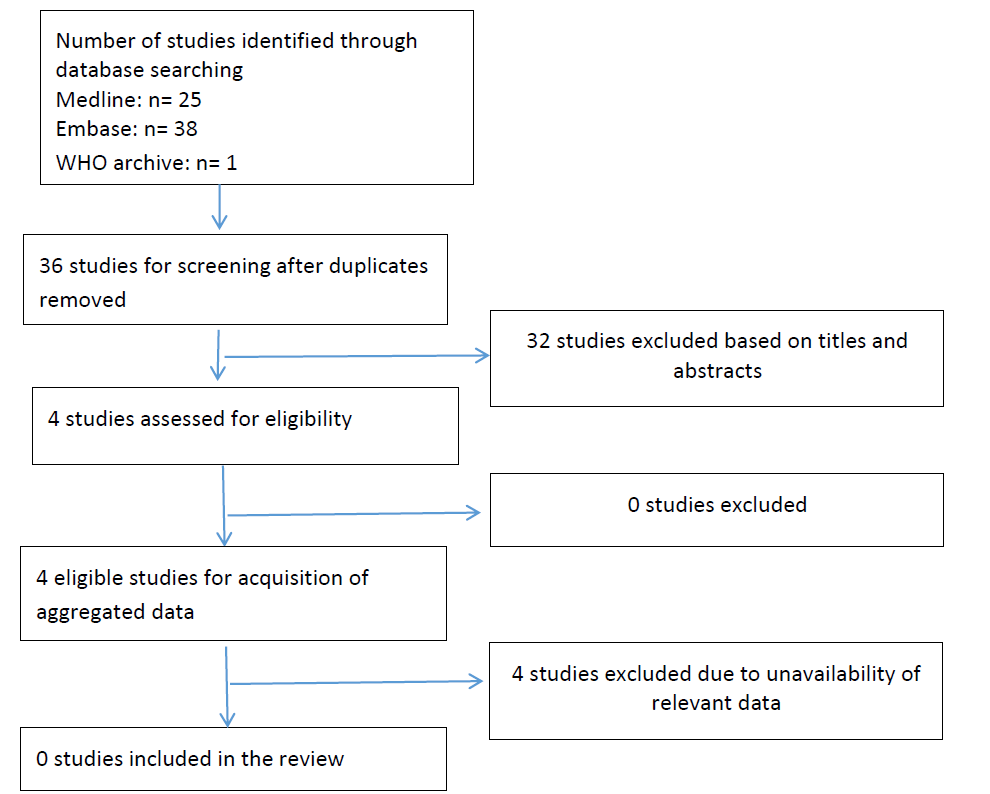 Number of studies identified through
database searching
Medline: n= 25
Embase: n= 38
WHO archive: n= 1
36 studies for screening after duplicates
removed
32 studies excluded based on titles and
abstracts
4 studies assessed for eligibility
0 studies excluded
4 eligible studies for acquisition of
aggregated data
4 studies excluded due to unavailability of
relevant data
0 studies included in the review